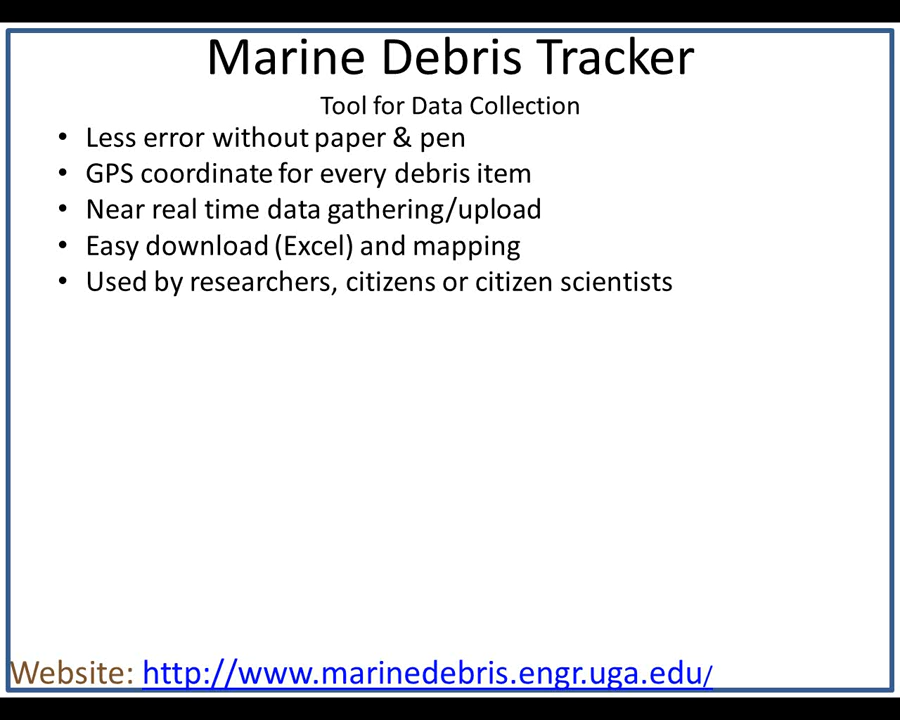 Marine Debris Tracker
Tool for Data Collection
• Less error without paper & pen
• GPS coordinate for every debris item
• Near real time data gathering/upload
• Easy download (Excel) and mapping
• Used by researchers, citizens or citizen scientists
Website: http://www.marinedebris.engr.uga.edu/